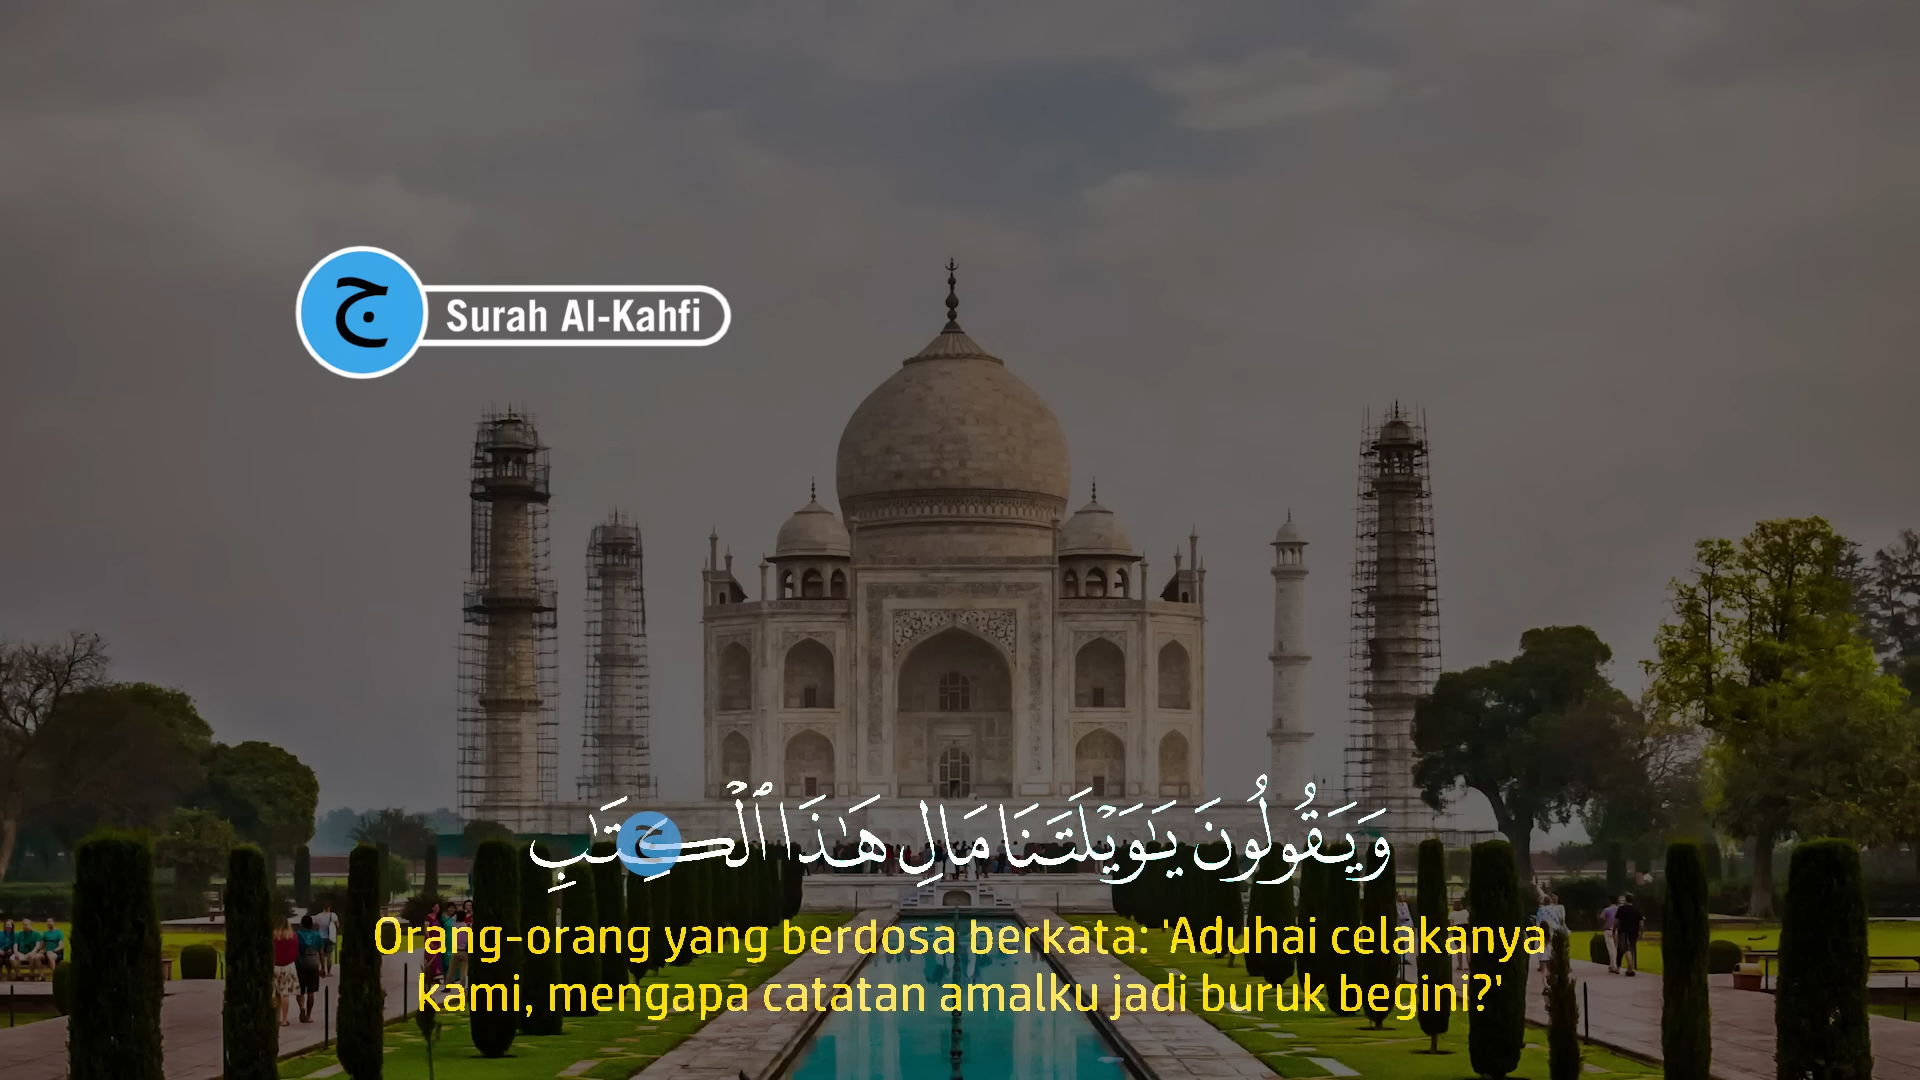 ج
Surah Al-Kahfi
وَيَقُولُونَ يَٰوَيۡلَتَنَا مَالِ هَٰذَا ٱلۡكِتَٰبِ
ج
Orang-orang yang berdosa berkata: 'Aduhai celakanya
kami, mengapa catatan amalku jadi buruk begini?'